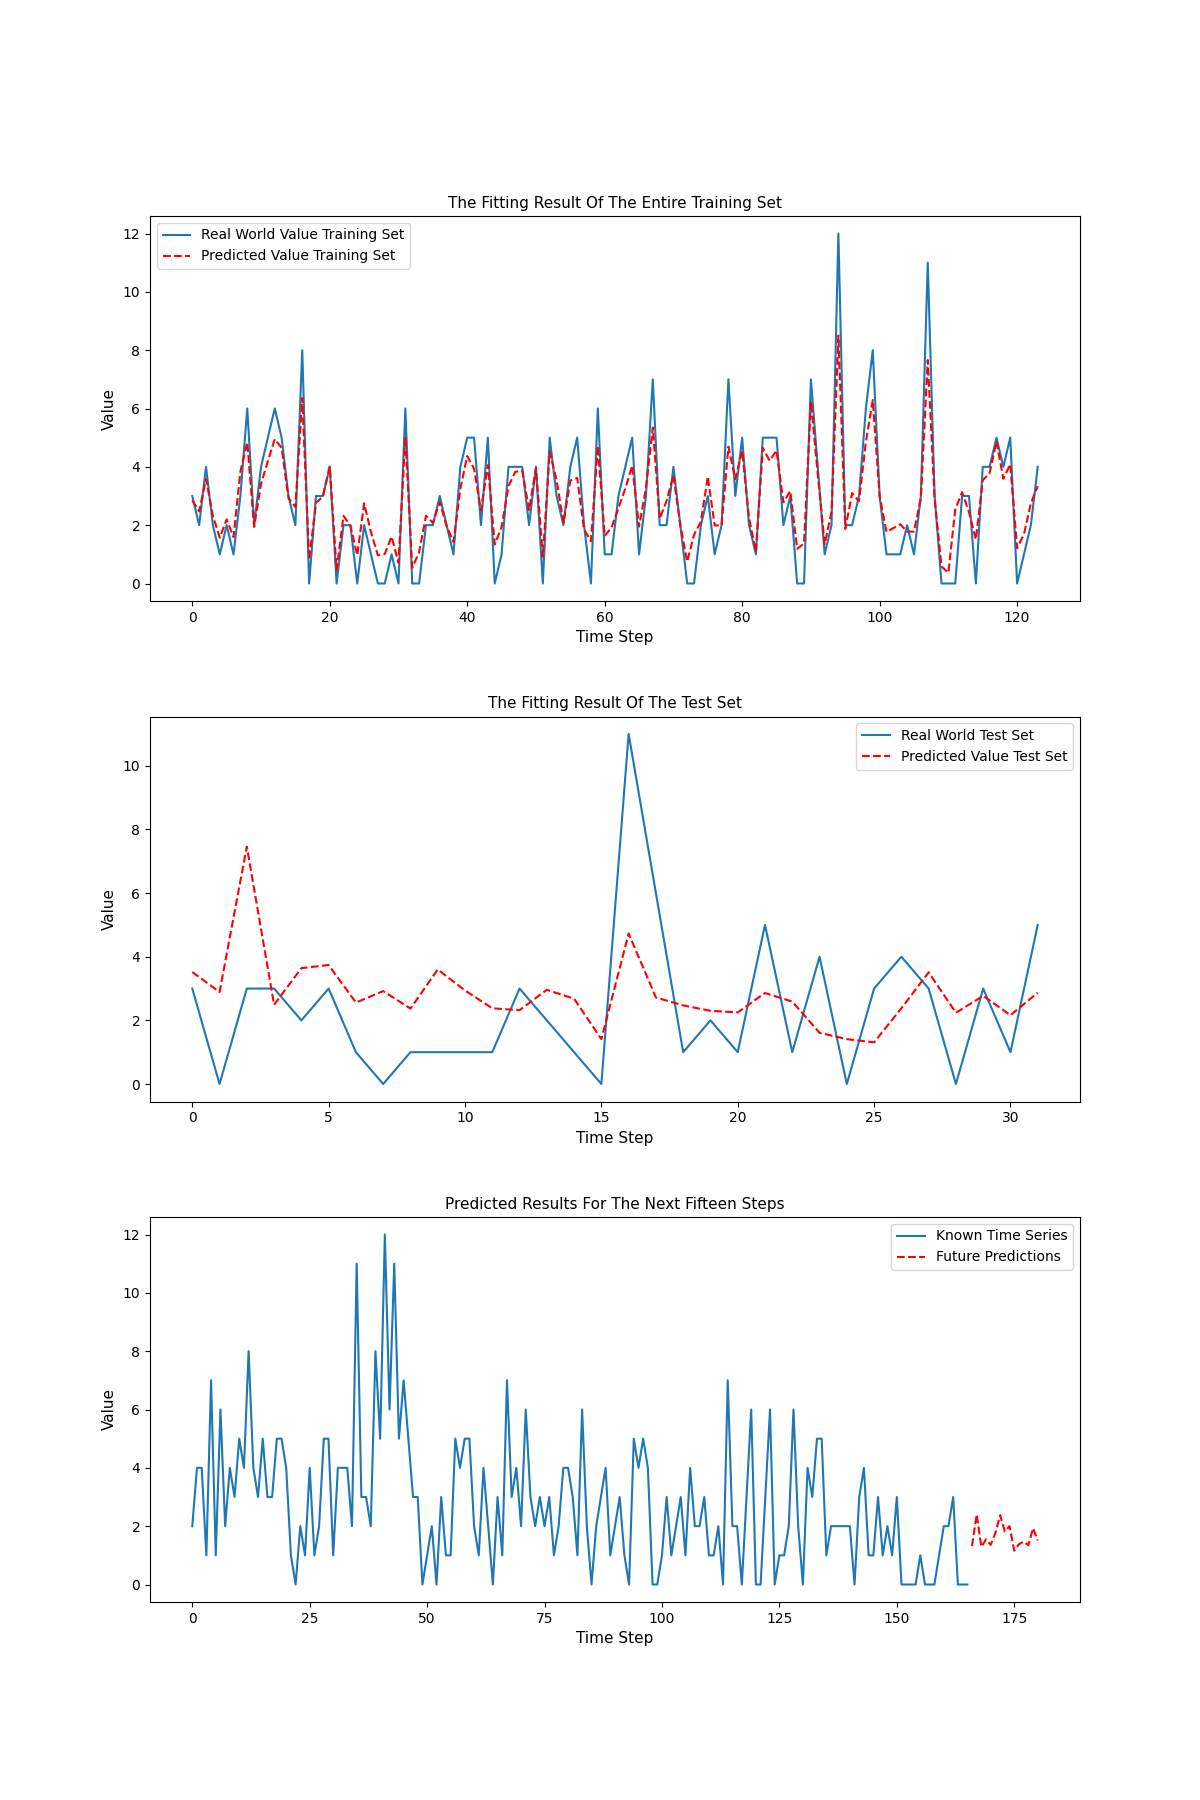 The Fitting Result Of The Entire Training Set
Real World Value Training Set
Predicted Value Training Set
Value
12
10
8
6
4
2
0
0 20 40 60 80 100 120
Time Step
The Fitting Result Of The Test Set
Real World Test Set
Predicted Value Test Set
Value
10
8
6
4
2
0
0 5 10 15 20 25 30
Time Step
Predicted Results For The Next Fifteen Steps
Known Time Series
Future Predictions
Value
12
10
8
6
4
2
0
0 25 50 75 100 125 150 175
Time Step